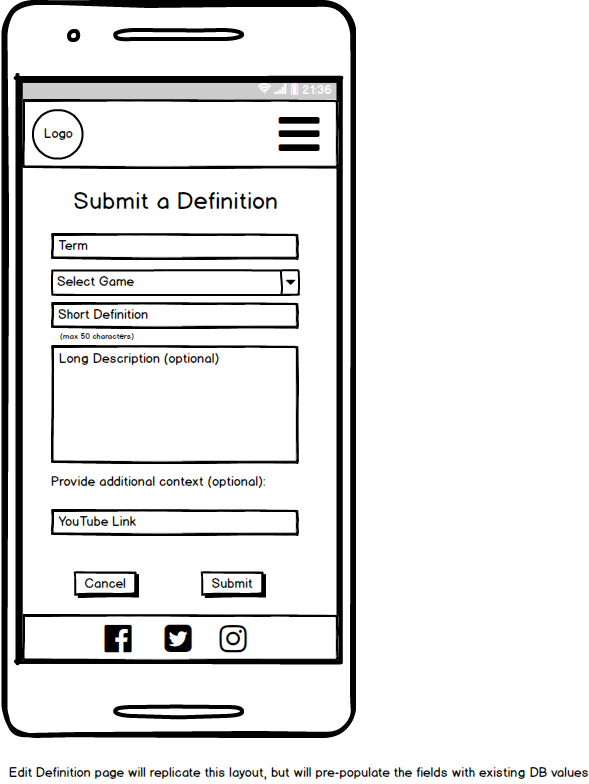 21:36
Logo
Submit a Definition
Term
Select Game
Short Definition
(max 50 characters)
Long Description (optional)
Provide additional context (optional):
YouTube Link
Cancel Submit
Edit Definition page will replicate this layout, but will pre-populate the fields with existing DB values